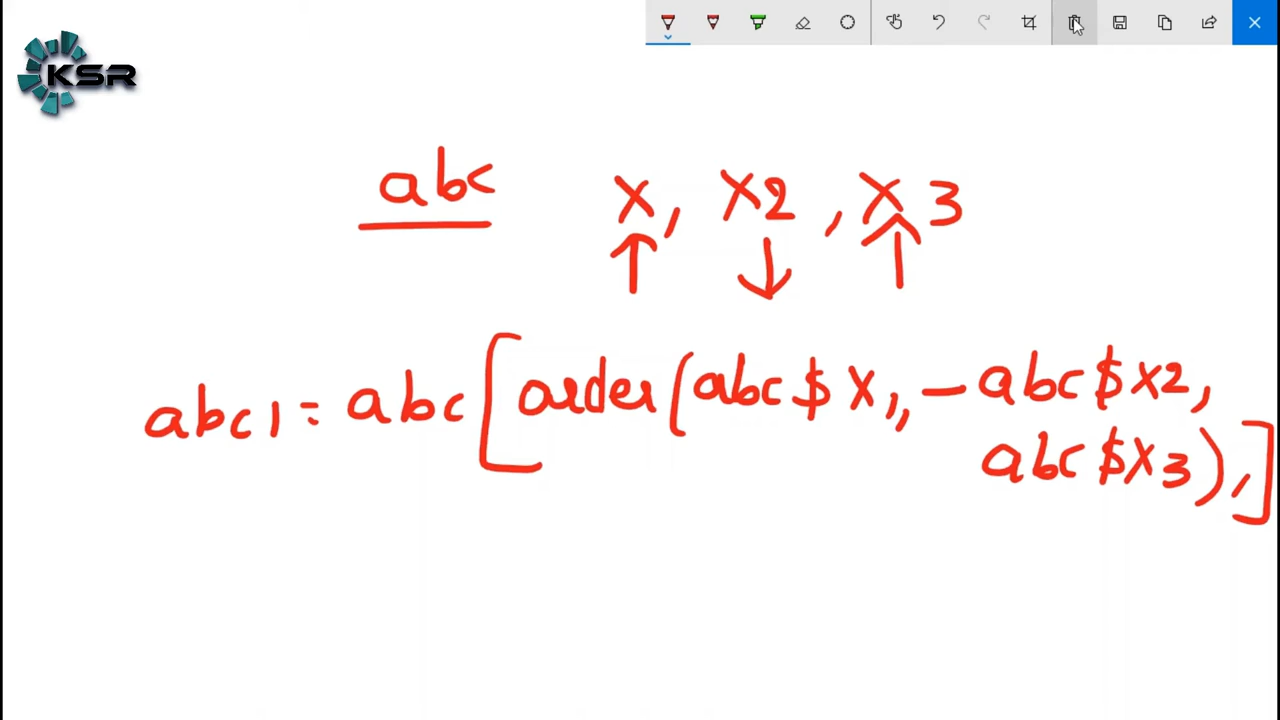 KSR
abc x, x2, x3
abc1 = abc[order(abc$x,, -abc$x2,
abc$x3),]